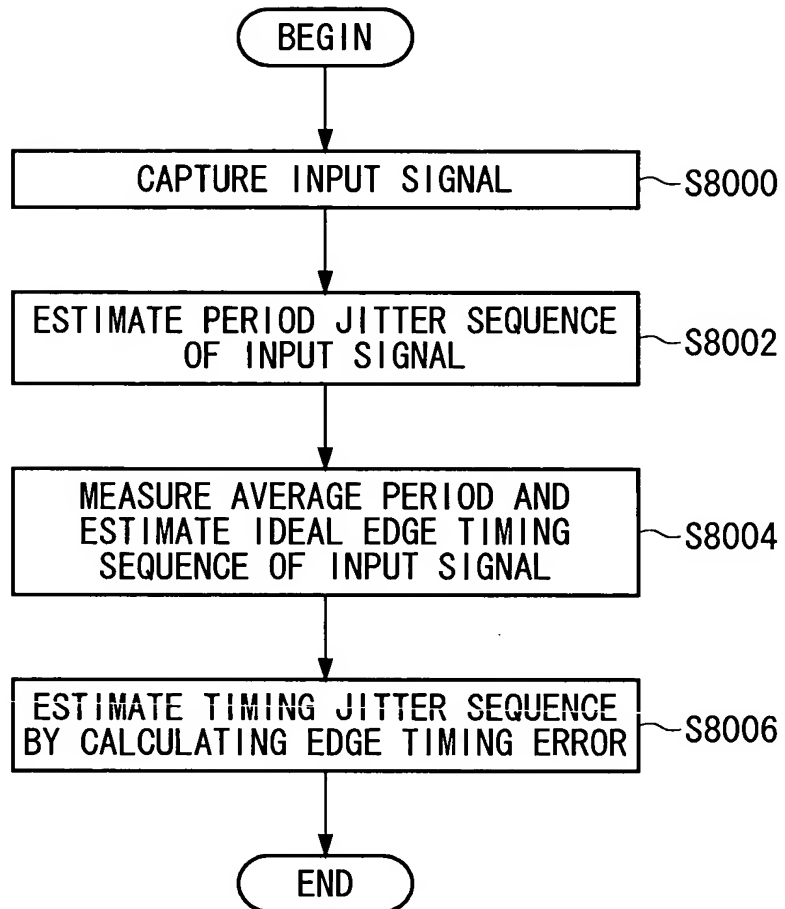 BEGIN
CAPTURE INPUT SIGNAL
S8000
ESTIMATE PERIOD JITTER SEQUENCE
OF INPUT SIGNAL
S8002
MEASURE AVERAGE PERIOD AND
ESTIMATE IDEAL EDGE TIMING
SEQUENCE OF INPUT SIGNAL
S8004
ESTIMATE TIMING JITTER SEQUENCE
BY CALCULATING EDGE TIMING ERROR
S8006
END